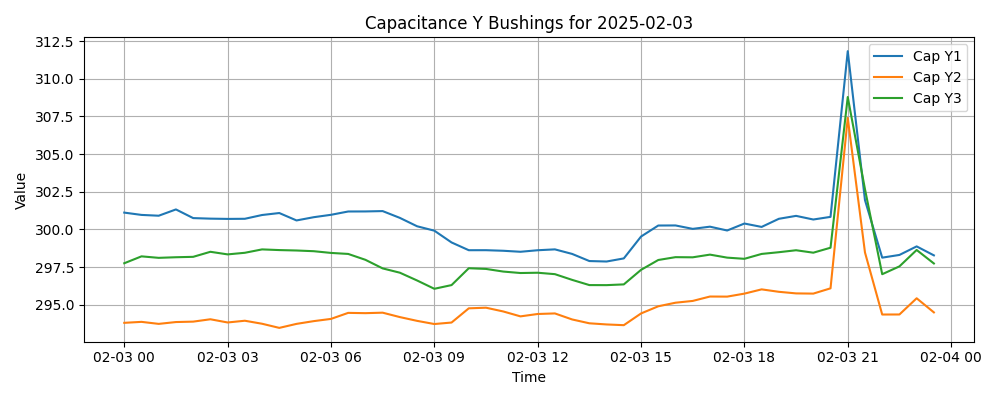 Capacitance Y Bushings for 2025-02-03
Value
312.5
310.0
307.5
305.0
302.5
300.0
297.5
295.0
Cap Y1
Cap Y2
Cap Y3
02-03 00 02-03 03 02-03 06 02-03 09 02-03 12 02-03 15 02-03 18 02-03 21 02-04 00
Time